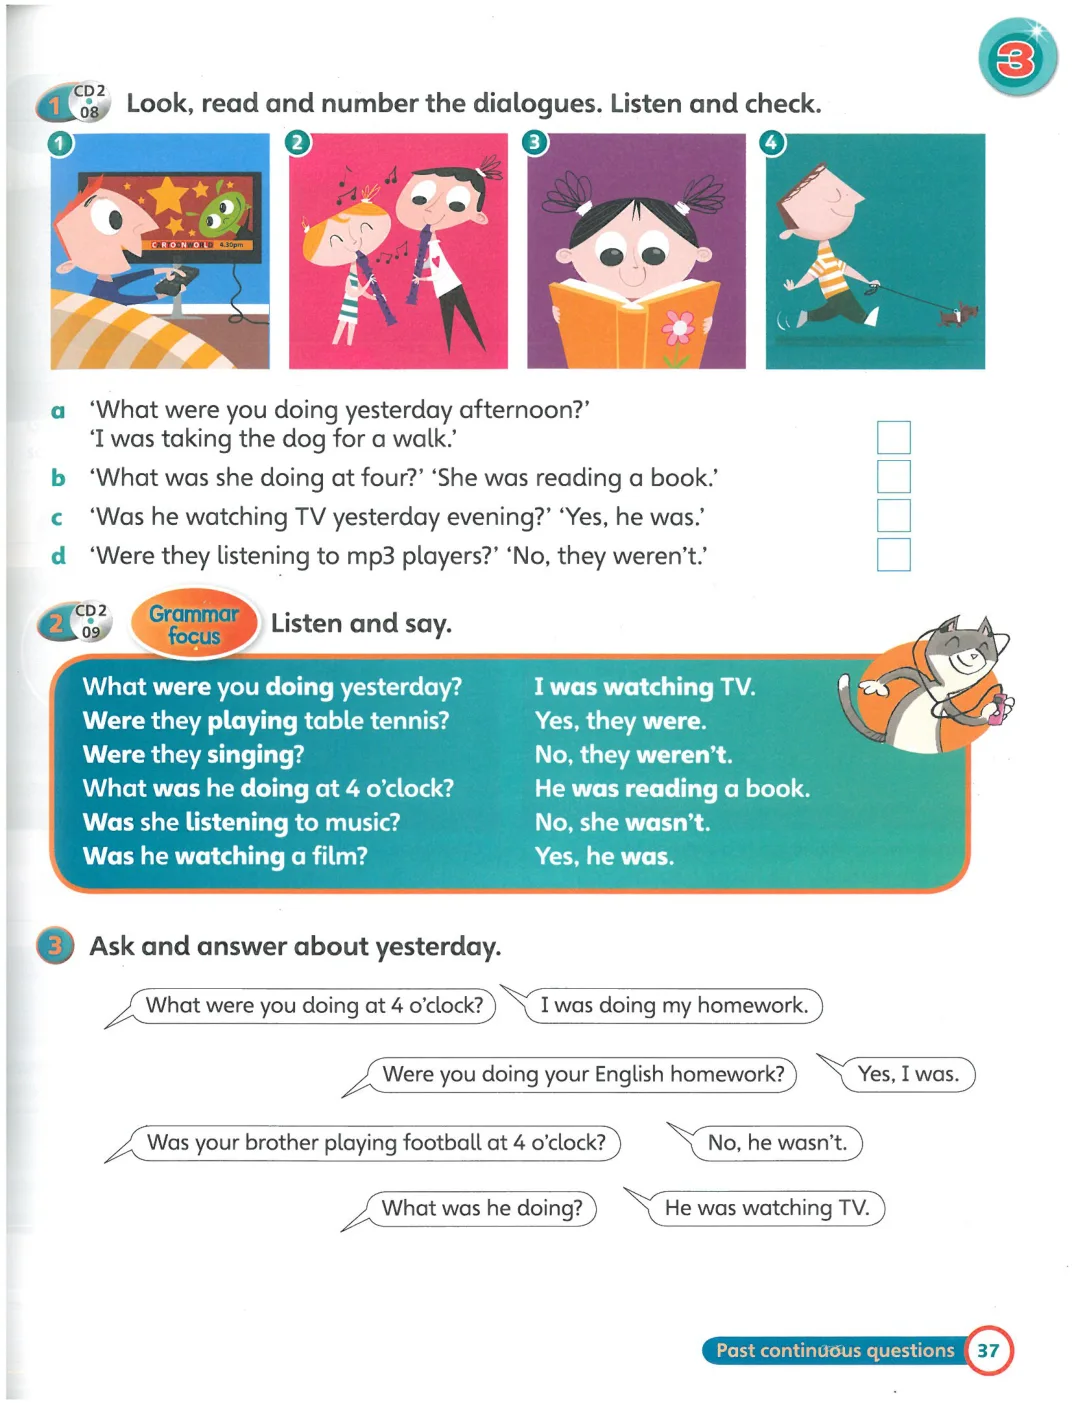 3
1 CD2 08 Look, read and number the dialogues. Listen and check.
1 2 3 4
4.30pm
a ‘What were you doing yesterday afternoon?’
‘I was taking the dog for a walk.’
b ‘What was she doing at four?’ ‘She was reading a book.’
c ‘Was he watching TV yesterday evening?’ ‘Yes, he was.’
d ‘Were they listening to mp3 players?’ ‘No, they weren’t.’
2 CD2 09 Grammar focus Listen and say.
What were you doing yesterday? I was watching TV.
Were they playing table tennis? Yes, they were.
Were they singing? No, they weren’t.
What was he doing at 4 o’clock? He was reading a book.
Was she listening to music? No, she wasn’t.
Was he watching a film? Yes, he was.
3 Ask and answer about yesterday.
What were you doing at 4 o’clock? I was doing my homework.
Were you doing your English homework? Yes, I was.
Was your brother playing football at 4 o’clock? No, he wasn’t.
What was he doing? He was watching TV.
Past continuous questions 37